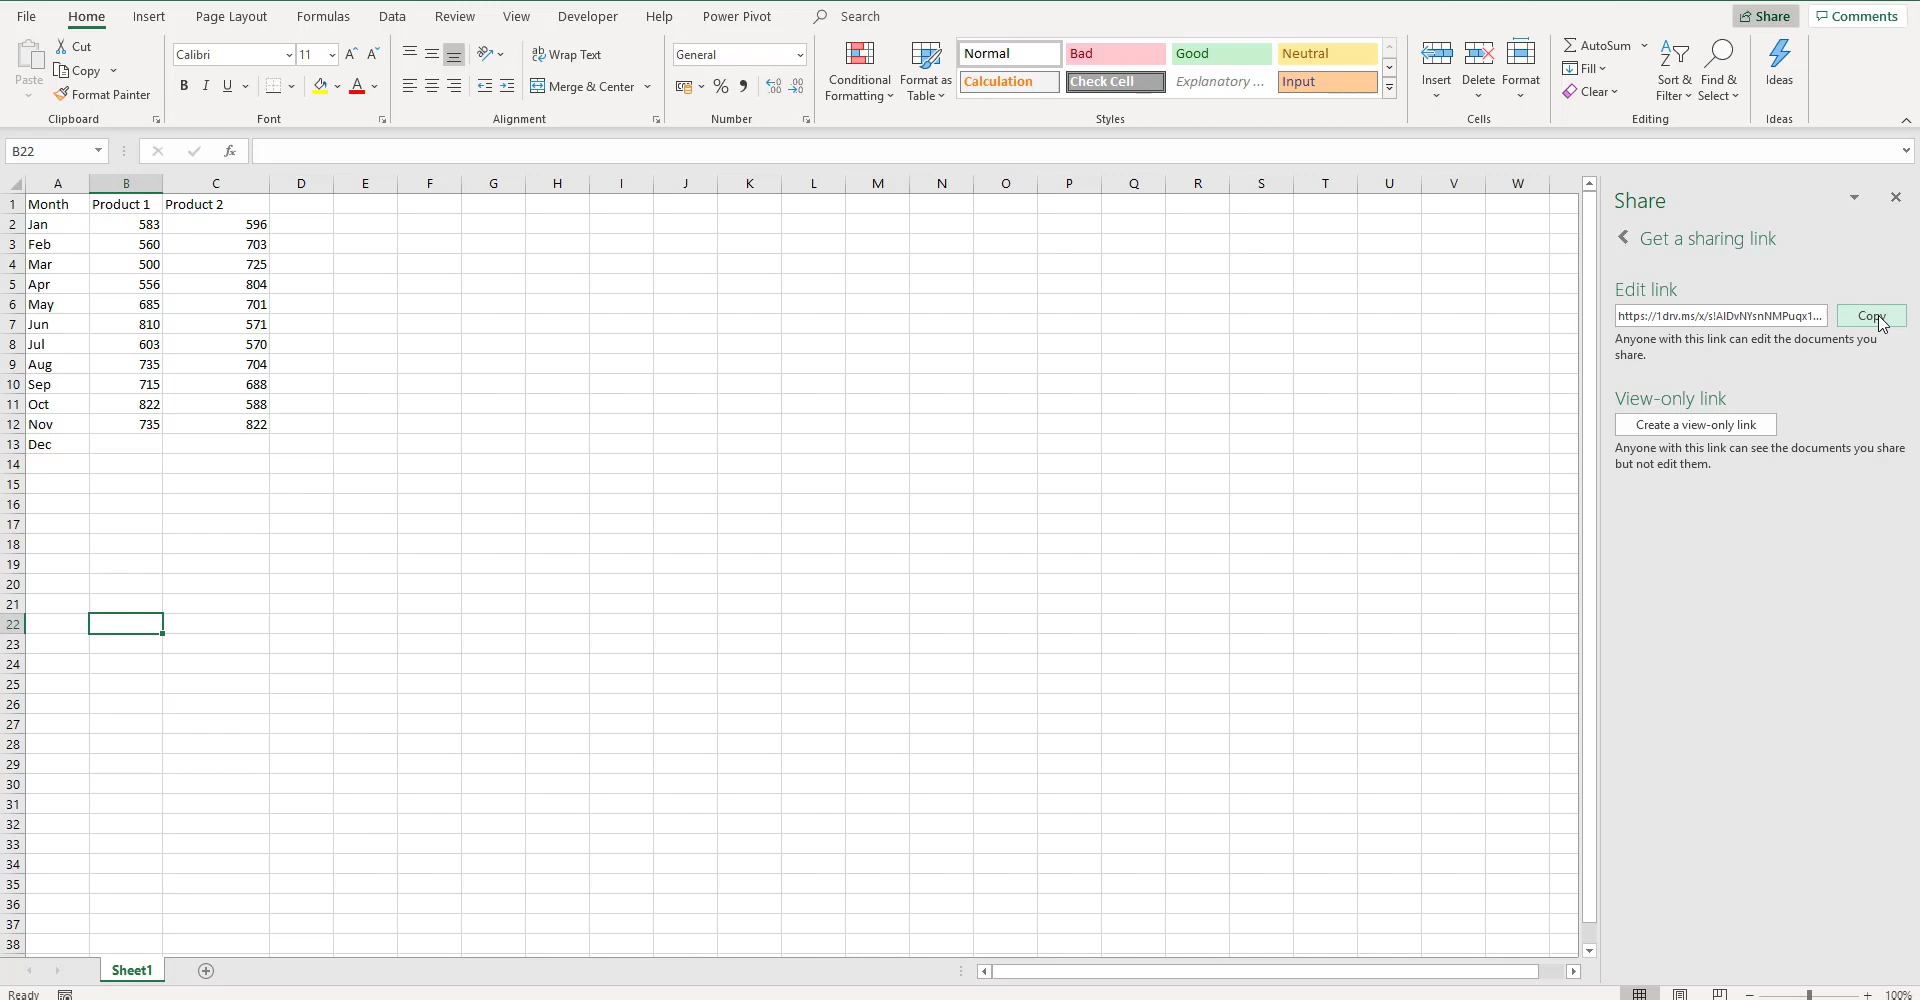 File Home Insert Page Layout Formulas Data Review View Developer Help Power Pivot Search Share Comments
Paste Cut Copy Format Painter Clipboard
Calibri 11 B I U Font
Wrap Text Merge & Center Alignment
General % Number
Conditional Formatting Format as Table Normal Bad Good Neutral
Calculation Check Cell Explanatory ... Input
Styles
Insert Delete Format Cells
AutoSum Fill Clear Sort & Filter Find & Select Editing
Ideas Ideas
B22 fx
A B C D E F G H I J K L M N O P Q R S T U V W
1 Month Product 1 Product 2
2 Jan 583 596
3 Feb 560 703
4 Mar 500 725
5 Apr 556 804
6 May 685 701
7 Jun 810 571
8 Jul 603 570
9 Aug 735 704
10 Sep 715 688
11 Oct 822 588
12 Nov 735 822
13 Dec
14
15
16
17
18
19
20
21
22
23
24
25
26
27
28
29
30
31
32
33
34
35
36
37
38
Share
Get a sharing link
Edit link
Copy
Anyone with this link can edit the documents you
share.
View-only link
Create a view-only link
Anyone with this link can see the documents you share
but not edit them.
Sheet1
Ready 100%